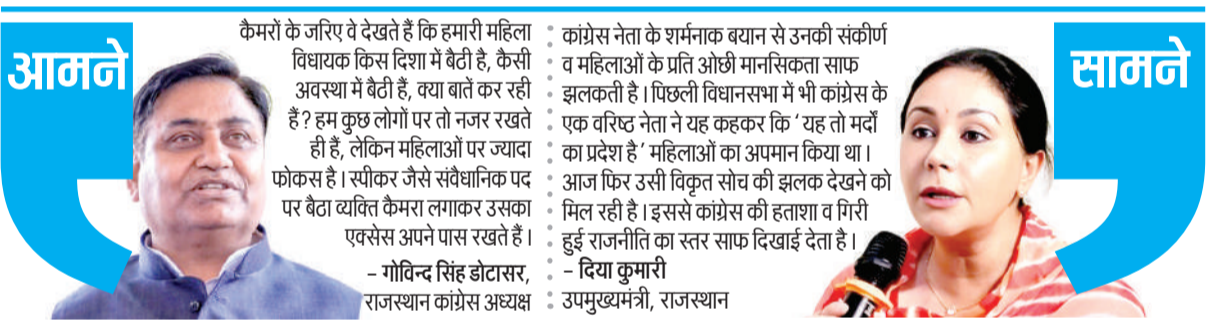 आमने
कैमरों के जरिए वे देखते हैं कि हमारी महिला
विधायक किस दिशा में बैठी है, कैसी
अवस्था में बैठी हैं, क्या बातें कर रही
हैं? हम कुछ लोगों पर तो नजर रखते
ही हैं, लेकिन महिलाओं पर ज्यादा
फोकस है। स्पीकर जैसे संवैधानिक पद
पर बैठा व्यक्ति कैमरा लगाकर उसका
एक्सेस अपने पास रखते हैं।
– गोविन्द सिंह डोटासर,
राजस्थान कांग्रेस अध्यक्ष
सामने
कांग्रेस नेता के शर्मनाक बयान से उनकी संकीर्ण
व महिलाओं के प्रति ओछी मानसिकता साफ
झलकती है। पिछली विधानसभा में भी कांग्रेस के
एक वरिष्ठ नेता ने यह कहकर कि ‘यह तो मर्दों
का प्रदेश है’ महिलाओं का अपमान किया था।
आज फिर उसी विकृत सोच की झलक देखने को
मिल रही है। इससे कांग्रेस की हताशा व गिरी
हुई राजनीति का स्तर साफ दिखाई देता है।
– दिया कुमारी
उपमुख्यमंत्री, राजस्थान